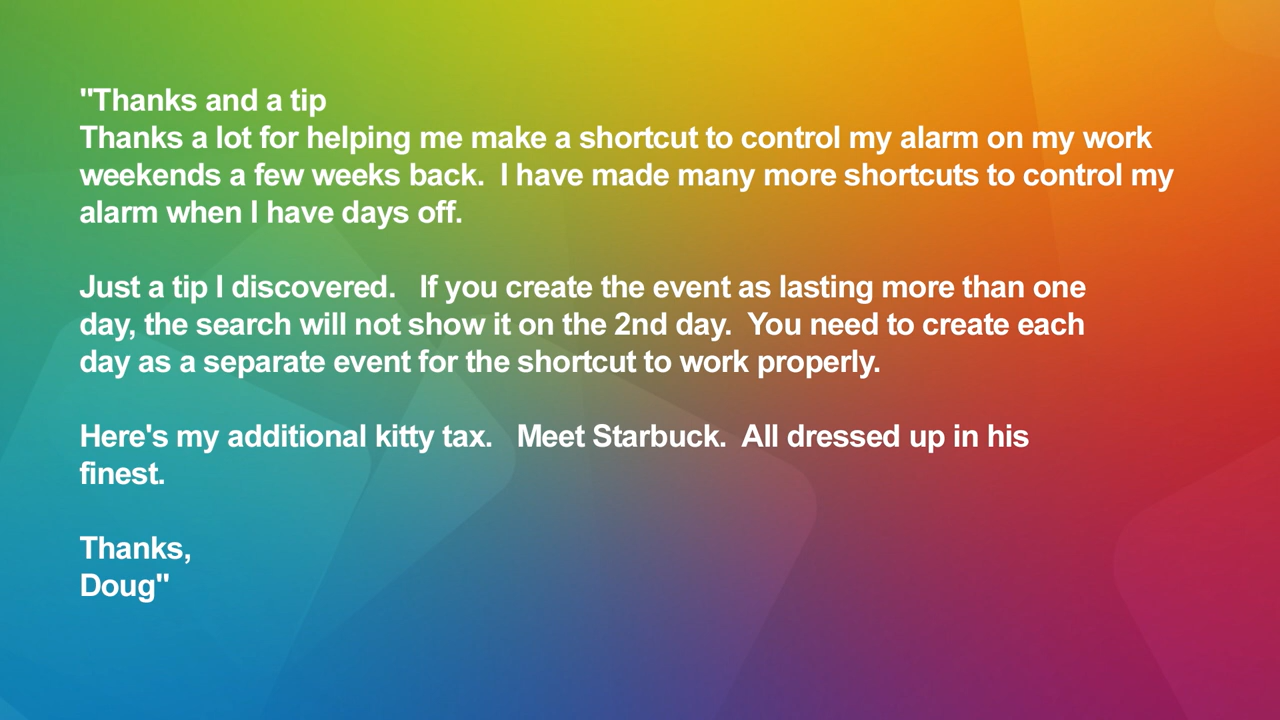 "Thanks and a tip
Thanks a lot for helping me make a shortcut to control my alarm on my work
weekends a few weeks back.  I have made many more shortcuts to control my
alarm when I have days off.

Just a tip I discovered.   If you create the event as lasting more than one
day, the search will not show it on the 2nd day.  You need to create each
day as a separate event for the shortcut to work properly.

Here's my additional kitty tax.   Meet Starbuck.  All dressed up in his
finest.

Thanks,
Doug"